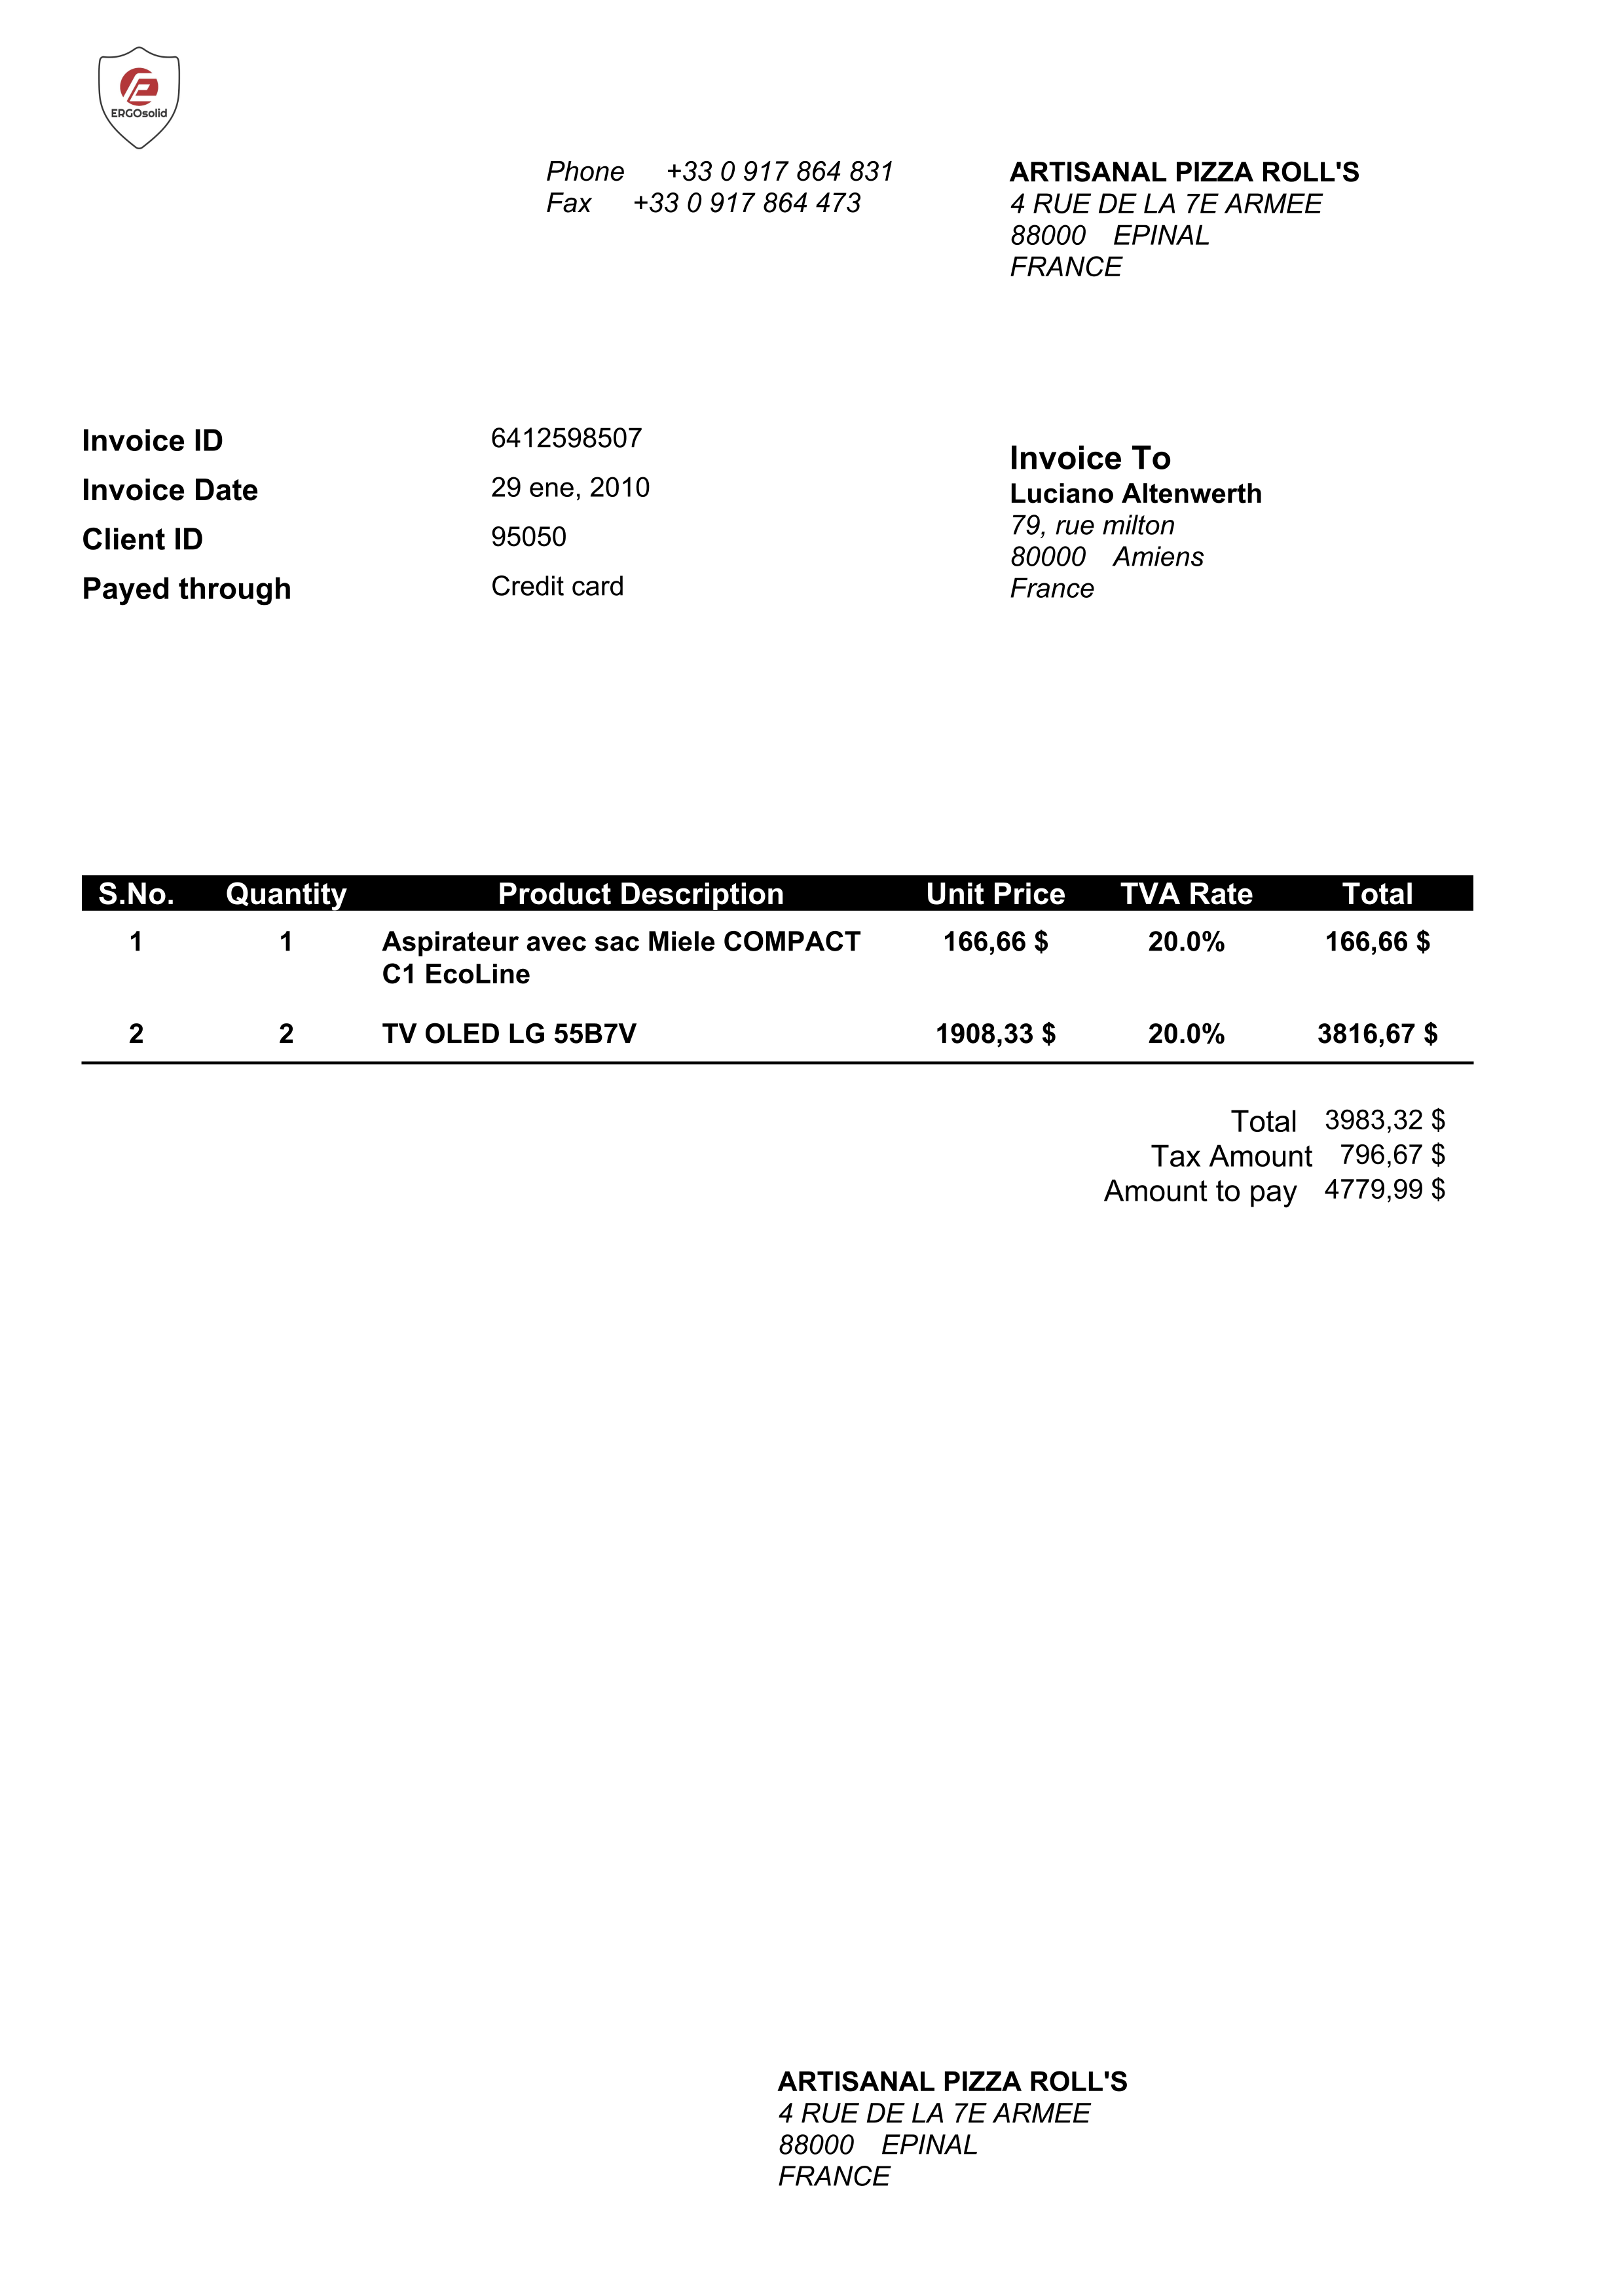 ERGOsolid
Phone +33 0 917 864 831
Fax +33 0 917 864 473
ARTISANAL PIZZA ROLL'S
4 RUE DE LA 7E ARMEE
88000 EPINAL
FRANCE
Invoice ID 6412598507
Invoice Date 29 ene, 2010
Client ID 95050
Payed through Credit card
Invoice To
Luciano Altenwerth
79, rue milton
80000 Amiens
France
S.No. Quantity Product Description Unit Price TVA Rate Total
1 1 Aspirateur avec sac Miele COMPACT 166,66 $ 20.0% 166,66 $
C1 EcoLine
2 2 TV OLED LG 55B7V 1908,33 $ 20.0% 3816,67 $
Total 3983,32 $
Tax Amount 796,67 $
Amount to pay 4779,99 $
ARTISANAL PIZZA ROLL'S
4 RUE DE LA 7E ARMEE
88000 EPINAL
FRANCE